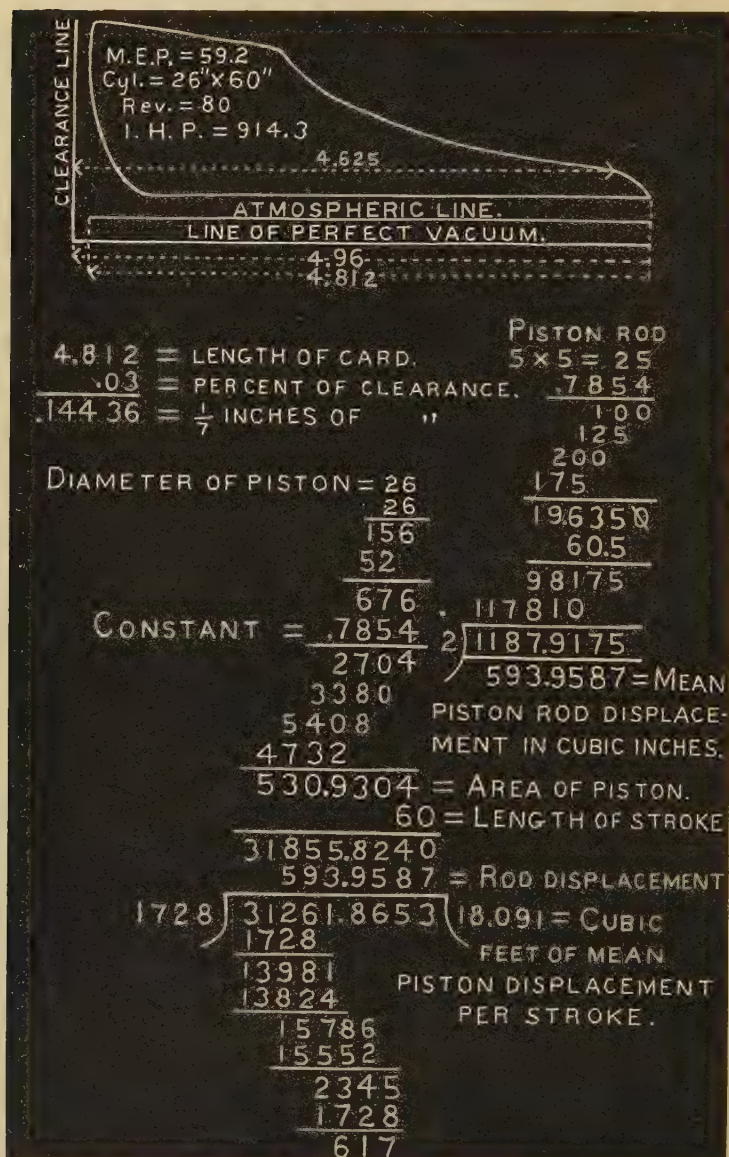 CLEARANCE LINE
M.E.P. = 59.2
Cyl. = 26"x60"
Rev. = 80
I. H. P. = 914.3
4.625
ATMOSPHERIC LINE.
LINE OF PERFECT VACUUM.
4.96
4.812
4.812 = LENGTH OF CARD.
.03 = PERCENT OF CLEARANCE.
.14436 = 1/7 INCHES OF "
PISTON ROD
5 × 5 = 25
.7854
100
125
200
175
19.6350
60.5
98175
117810
2)1187.9175
593.9587 = MEAN
PISTON ROD DISPLACE-
MENT IN CUBIC INCHES.
DIAMETER OF PISTON = 26
26
156
52
676
CONSTANT = .7854
2704
3380
5408
4732
530.9304 = AREA OF PISTON.
60 = LENGTH OF STROKE
31855.8240
593.9587 = ROD DISPLACEMENT
1728)31261.8653(18.091 = CUBIC
FEET OF MEAN
PISTON DISPLACEMENT
PER STROKE.
1728
13981
13824
15786
15552
2345
1728
617